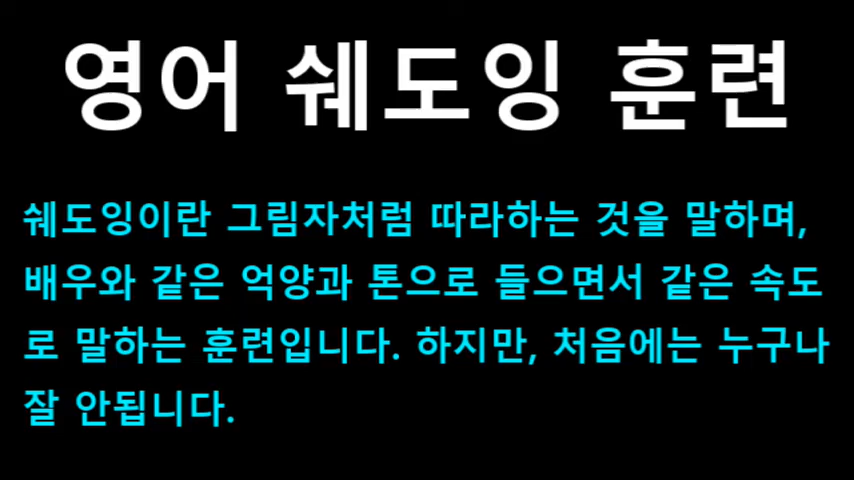 영어 쉐도잉 훈련
쉐도잉이란 그림자처럼 따라하는 것을 말하며,
배우와 같은 억양과 톤으로 들으면서 같은 속도
로 말하는 훈련입니다. 하지만, 처음에는 누구나
잘 안됩니다.